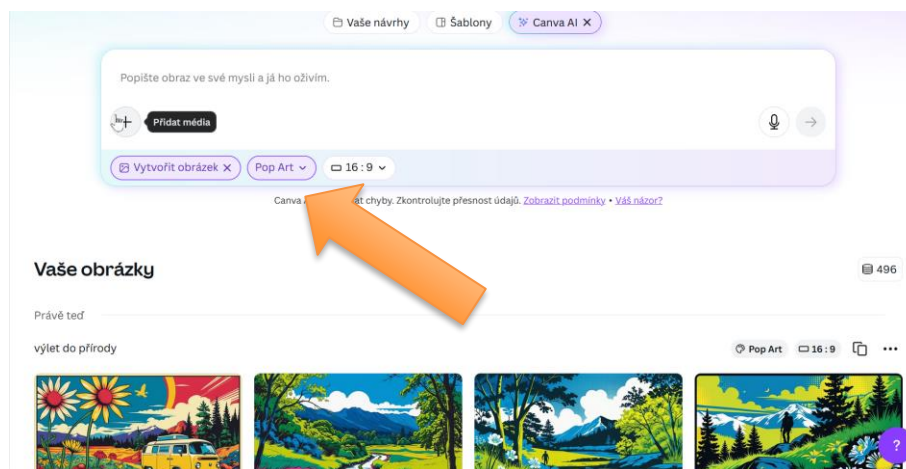 Vaše návrhy Šablony Canva AI X
Popište obraz ve své mysli a já ho oživím.
Přidat média
Vytvořit obrázek X Pop Art 16:9
Canva chyby. Zkontrolujte přesnost údajů. Zobrazit podmínky • Váš názor?
Vaše obrázky 496
Právě teď
výlet do přírody Pop Art 16:9
?